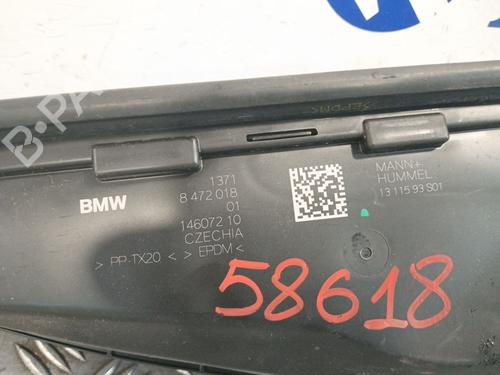 BMW
1371
8 472 018
01
146072 10
CZECHIA
> PP-TX20 < > EPDM <
MANN+
HUMMEL
13 115 93 S01
58618
B-PA